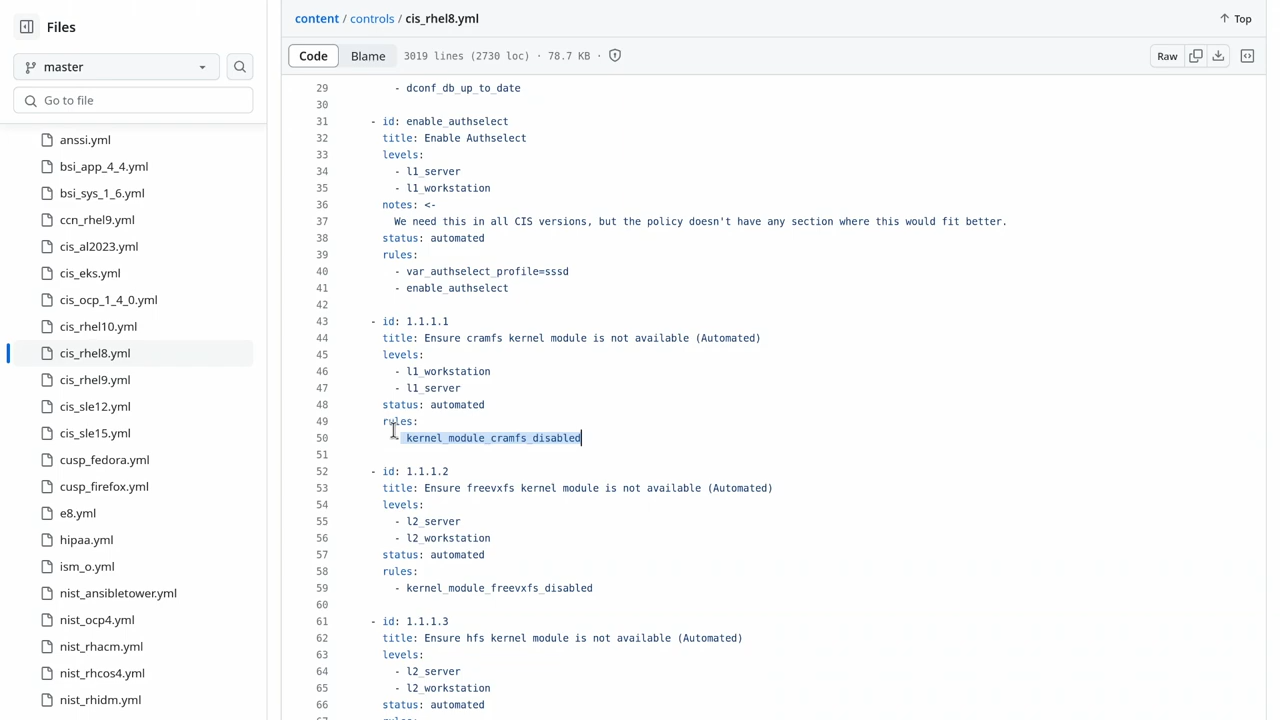 Files
master
Go to file
anssi.yml
bsi_app_4_4.yml
bsi_sys_1_6.yml
ccn_rhel9.yml
cis_al2023.yml
cis_eks.yml
cis_ocp_1_4_0.yml
cis_rhel10.yml
cis_rhel8.yml
cis_rhel9.yml
cis_sle12.yml
cis_sle15.yml
cusp_fedora.yml
cusp_firefox.yml
e8.yml
hipaa.yml
ism_o.yml
nist_ansibletower.yml
nist_ocp4.yml
nist_rhacm.yml
nist_rhcos4.yml
nist_rhidm.yml
content / controls / cis_rhel8.yml
Top
Code Blame 3019 lines (2730 loc) · 78.7 KB ·
Raw
29 - dconf_db_up_to_date
30
31 - id: enable_authselect
32 title: Enable Authselect
33 levels:
34 - l1_server
35 - l1_workstation
36 notes: <-
37 We need this in all CIS versions, but the policy doesn't have any section where this would fit better.
38 status: automated
39 rules:
40 - var_authselect_profile=sssd
41 - enable_authselect
42
43 - id: 1.1.1.1
44 title: Ensure cramfs kernel module is not available (Automated)
45 levels:
46 - l1_workstation
47 - l1_server
48 status: automated
49 rules:
50 - kernel_module_cramfs_disabled
51
52 - id: 1.1.1.2
53 title: Ensure freevxfs kernel module is not available (Automated)
54 levels:
55 - l2_server
56 - l2_workstation
57 status: automated
58 rules:
59 - kernel_module_freevxfs_disabled
60
61 - id: 1.1.1.3
62 title: Ensure hfs kernel module is not available (Automated)
63 levels:
64 - l2_server
65 - l2_workstation
66 status: automated